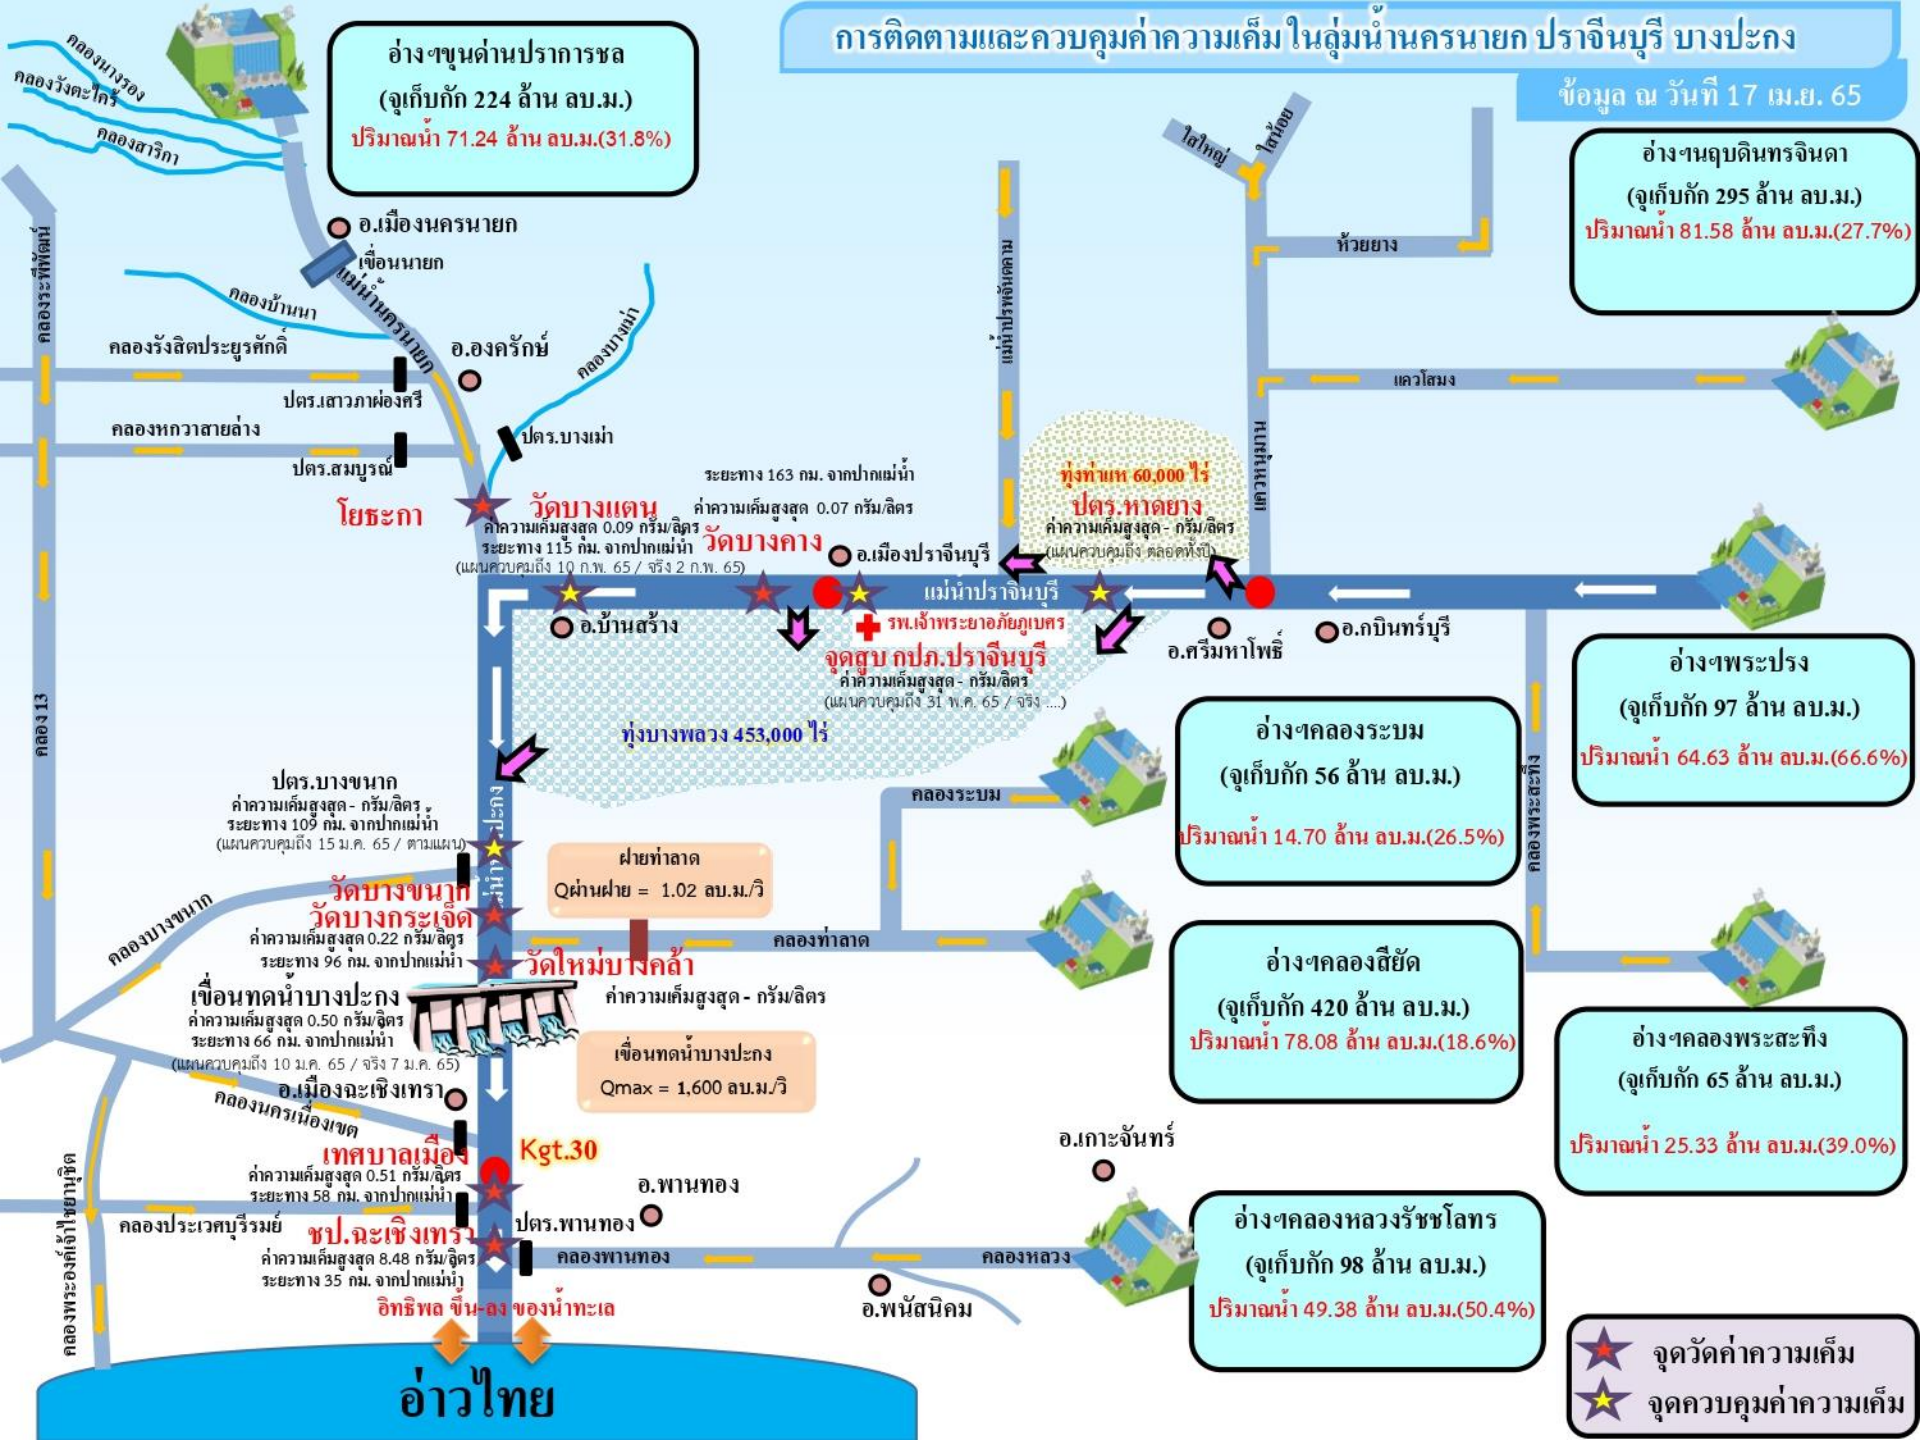 การติดตามและควบคุมค่าความเค็ม ในลุ่มน้ำนครนายก ปราจีนบุรี บางปะกง
ข้อมูล ณ วันที่ 17 เม.ย. 65
อ่างฯขุนด่านปราการชล
(จุเก็บกัก 224 ล้าน ลบ.ม.)
ปริมาณน้ำ 71.24 ล้าน ลบ.ม.(31.8%)
คลองนางรอง
คลองวังตะไคร้
คลองสาริกา
อ.เมืองนครนายก
เขื่อนนายก
แม่น้ำนครนายก
คลองบ้านนา
คลองระพีพัฒน์
คลองรังสิตประยูรศักดิ์
อ.องครักษ์
คลองบางเม่า
ปตร.เสาวภาผ่องศรี
คลองหกวาสายล่าง
ปตร.สมบูรณ์
ปตร.บางเม่า
ใสใหญ่
ใสน้อย
ห้วยยาง
แควโสมง
แควหนุมาน
อ่างฯนฤบดินทรจินดา
(จุเก็บกัก 295 ล้าน ลบ.ม.)
ปริมาณน้ำ 81.58 ล้าน ลบ.ม.(27.7%)
โยธะกา
วัดบางแตน
ค่าความเค็มสูงสุด 0.09 กรัม/ลิตร
ระยะทาง 115 กม. จากปากแม่น้ำ
(แผนควบคุมถึง 10 ก.พ. 65 / จริง 2 ก.พ. 65)
ระยะทาง 163 กม. จากปากแม่น้ำ
ค่าความเค็มสูงสุด 0.07 กรัม/ลิตร
วัดบางคาง
อ.เมืองปราจีนบุรี
ทุ่งท่าแห 60,000 ไร่
ปตร.หาดยาง
ค่าความเค็มสูงสุด - กรัม/ลิตร
(แผนควบคุมถึง ตลอดทั้งปี)
แม่น้ำปราจีนบุรี
อ.บ้านสร้าง
รพ.เจ้าพระยาอภัยภูเบศร
จุดสูบ กปภ.ปราจีนบุรี
ค่าความเค็มสูงสุด - กรัม/ลิตร
(แผนควบคุมถึง 31 พ.ค. 65 / จริง ....)
อ.ศรีมหาโพธิ์
อ.กบินทร์บุรี
ทุ่งบางพลวง 453,000 ไร่
คลอง 13
อ่างฯพระปรง
(จุเก็บกัก 97 ล้าน ลบ.ม.)
ปริมาณน้ำ 64.63 ล้าน ลบ.ม.(66.6%)
คลองพระสะทึง
อ่างฯคลองระบม
(จุเก็บกัก 56 ล้าน ลบ.ม.)
ปริมาณน้ำ 14.70 ล้าน ลบ.ม.(26.5%)
คลองระบม
ปตร.บางขนาก
ค่าความเค็มสูงสุด - กรัม/ลิตร
ระยะทาง 109 กม. จากปากแม่น้ำ
(แผนควบคุมถึง 15 ม.ค. 65 / ตามแผน)
วัดบางขนาก
วัดบางกระเจ็ด
ค่าความเค็มสูงสุด 0.22 กรัม/ลิตร
ระยะทาง 96 กม. จากปากแม่น้ำ
คลองบางขนาก
ฝายท่าลาด
Qผ่านฝาย = 1.02 ลบ.ม./วิ
คลองท่าลาด
วัดใหม่บางคล้า
ค่าความเค็มสูงสุด - กรัม/ลิตร
อ่างฯคลองสียัด
(จุเก็บกัก 420 ล้าน ลบ.ม.)
ปริมาณน้ำ 78.08 ล้าน ลบ.ม.(18.6%)
เขื่อนทดน้ำบางปะกง
ค่าความเค็มสูงสุด 0.50 กรัม/ลิตร
ระยะทาง 66 กม. จากปากแม่น้ำ
(แผนควบคุมถึง 10 ม.ค. 65 / จริง 7 ม.ค. 65)
เขื่อนทดน้ำบางปะกง
Qmax = 1,600 ลบ.ม./วิ
อ่างฯคลองพระสะทึง
(จุเก็บกัก 65 ล้าน ลบ.ม.)
ปริมาณน้ำ 25.33 ล้าน ลบ.ม.(39.0%)
อ.เมืองฉะเชิงเทรา
คลองนครเนื่องเขต
เทศบาลเมือง
ค่าความเค็มสูงสุด 0.51 กรัม/ลิตร
ระยะทาง 58 กม. จากปากแม่น้ำ
Kgt.30
อ.พานทอง
อ.เกาะจันทร์
คลองพระองค์เจ้าไชยานุชิต
คลองประเวศบุรีรมย์
ชป.ฉะเชิงเทรา
ค่าความเค็มสูงสุด 8.48 กรัม/ลิตร
ระยะทาง 35 กม. จากปากแม่น้ำ
ปตร.พานทอง
คลองพานทอง
คลองหลวง
อ.พนัสนิคม
อ่างฯคลองหลวงรัชชโลทร
(จุเก็บกัก 98 ล้าน ลบ.ม.)
ปริมาณน้ำ 49.38 ล้าน ลบ.ม.(50.4%)
อิทธิพล ขึ้น-ลง ของน้ำทะเล
อ่าวไทย
จุดวัดค่าความเค็ม
จุดควบคุมค่าความเค็ม